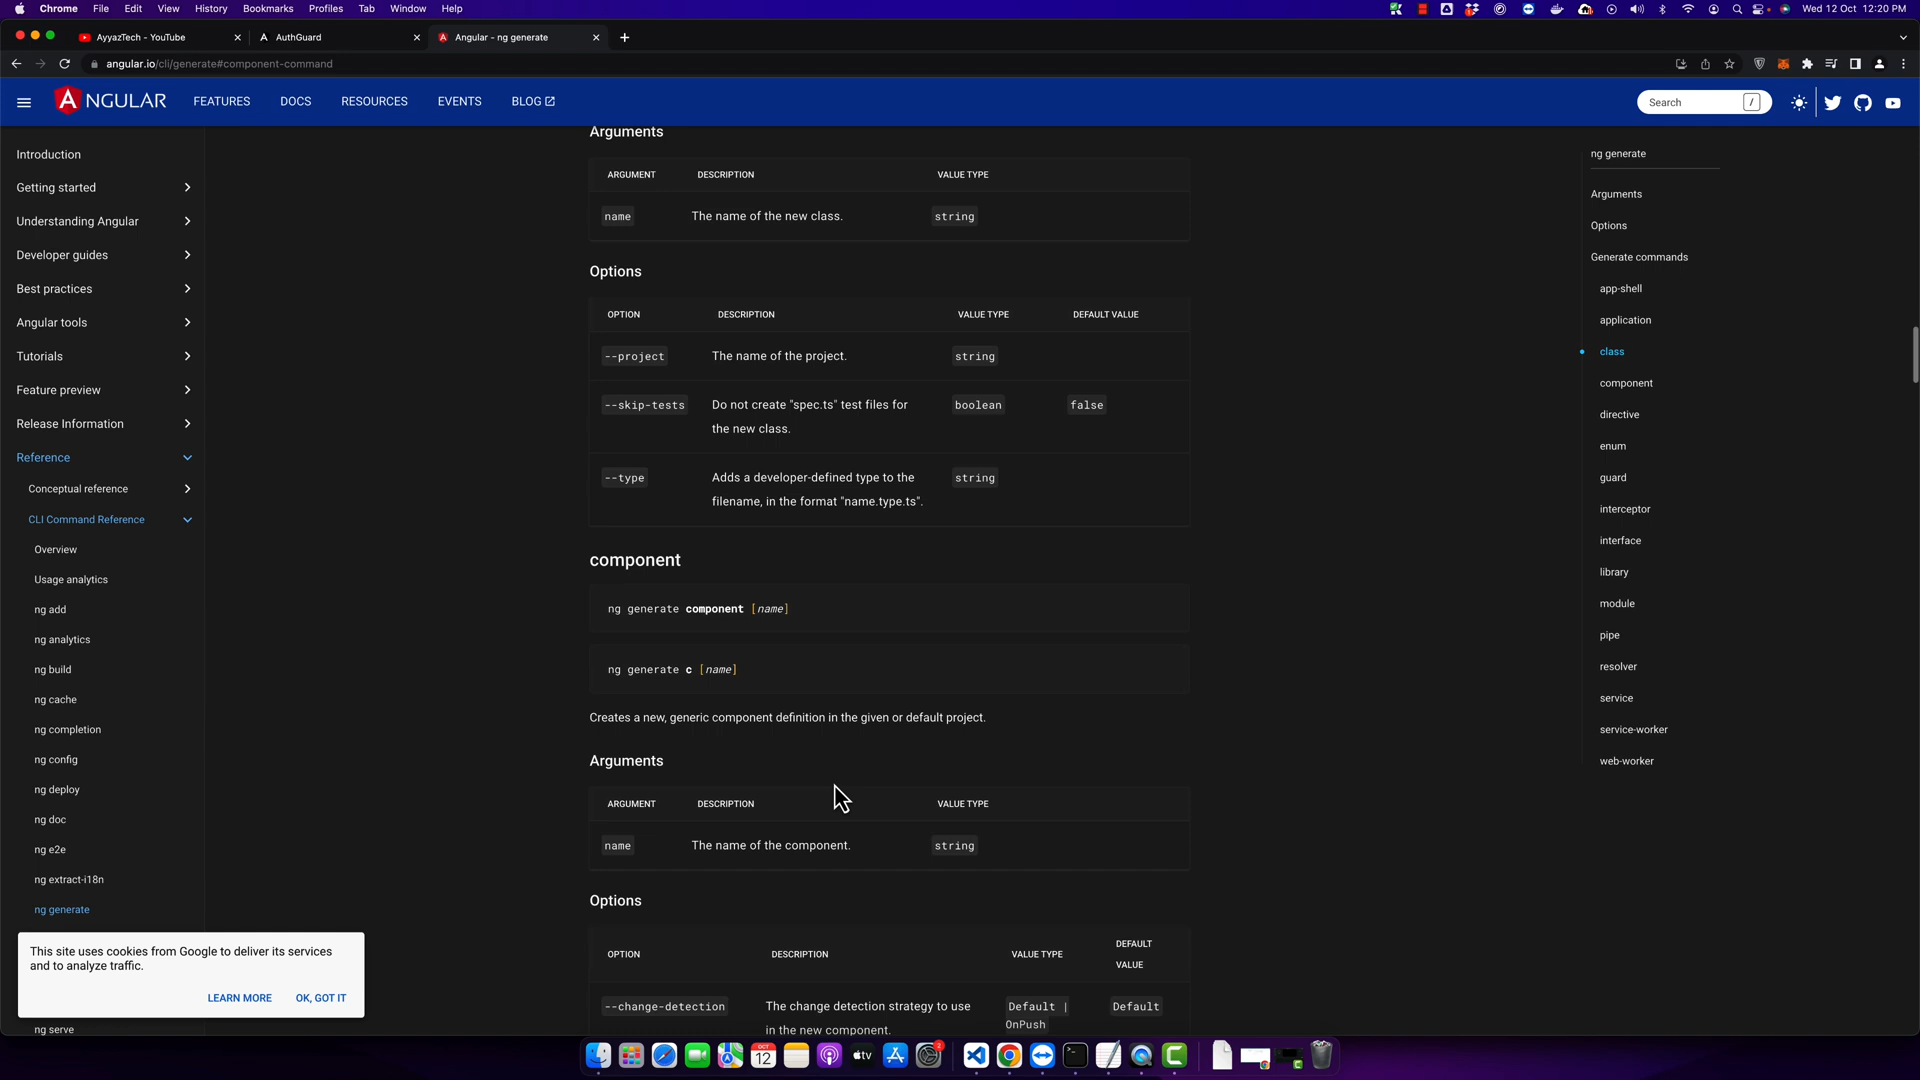 Chrome File Edit View History Bookmarks Profiles Tab Window Help Wed 12 Oct 12:20 PM
AyyazTech - YouTube AuthGuard Angular - ng generate
angular.io/cli/generate#component-command
ANGULAR FEATURES DOCS RESOURCES EVENTS BLOG Search /
Introduction
Getting started
Understanding Angular
Developer guides
Best practices
Angular tools
Tutorials
Feature preview
Release Information
Reference
Conceptual reference
CLI Command Reference
Overview
Usage analytics
ng add
ng analytics
ng build
ng cache
ng completion
ng config
ng deploy
ng doc
ng e2e
ng extract-i18n
ng generate
This site uses cookies from Google to deliver its services
and to analyze traffic.
LEARN MORE OK, GOT IT
ng serve
Arguments
ARGUMENT DESCRIPTION VALUE TYPE
name The name of the new class. string
Options
OPTION DESCRIPTION VALUE TYPE DEFAULT VALUE
--project The name of the project. string
--skip-tests Do not create "spec.ts" test files for boolean false
the new class.
--type Adds a developer-defined type to the string
filename, in the format "name.type.ts".
component
ng generate component [name]
ng generate c [name]
Creates a new, generic component definition in the given or default project.
Arguments
ARGUMENT DESCRIPTION VALUE TYPE
name The name of the component. string
Options
OPTION DESCRIPTION VALUE TYPE DEFAULT
VALUE
--change-detection The change detection strategy to use Default | Default
in the new component. OnPush
ng generate
Arguments
Options
Generate commands
app-shell
application
class
component
directive
enum
guard
interceptor
interface
library
module
pipe
resolver
service
service-worker
web-worker
OCT
12
tv
2